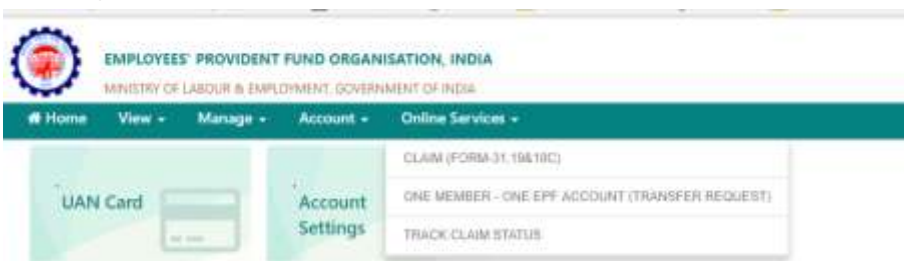 EMPLOYEES' PROVIDENT FUND ORGANISATION, INDIA
MINISTRY OF LABOUR & EMPLOYMENT, GOVERNMENT OF INDIA
Home View Manage Account Online Services
CLAIM (FORM-31,19&10C)
UAN Card
Account
Settings
ONE MEMBER - ONE EPF ACCOUNT (TRANSFER REQUEST)
TRACK CLAIM STATUS